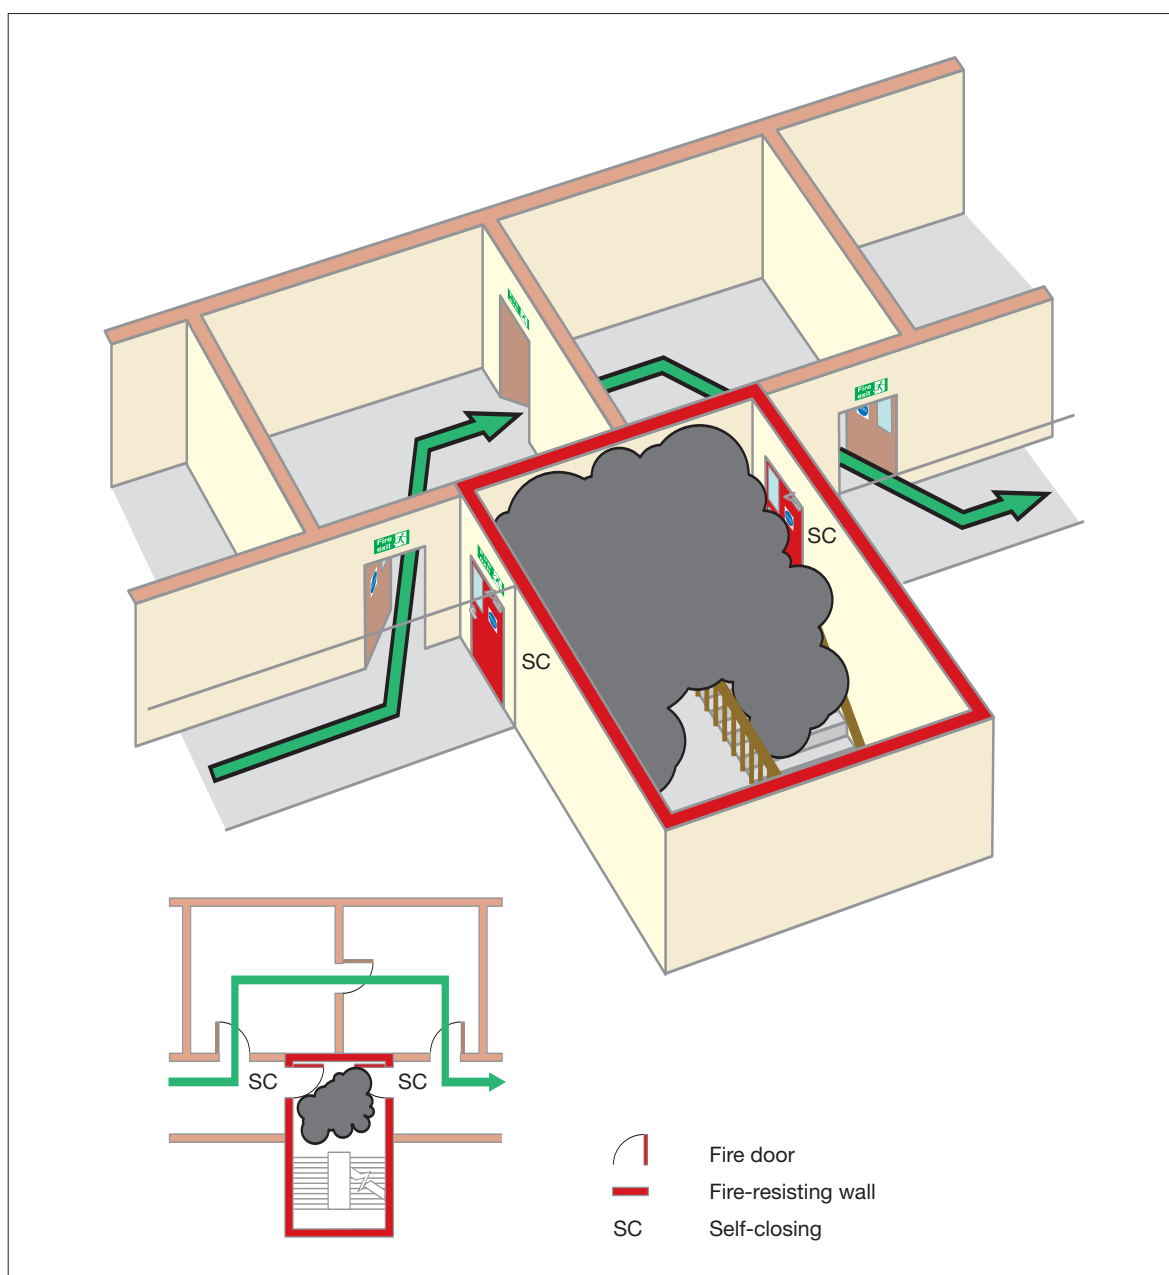 Fire
exit
Fire
exit
SC
SC
SC
SC
Fire door
Fire-resisting wall
SC Self-closing